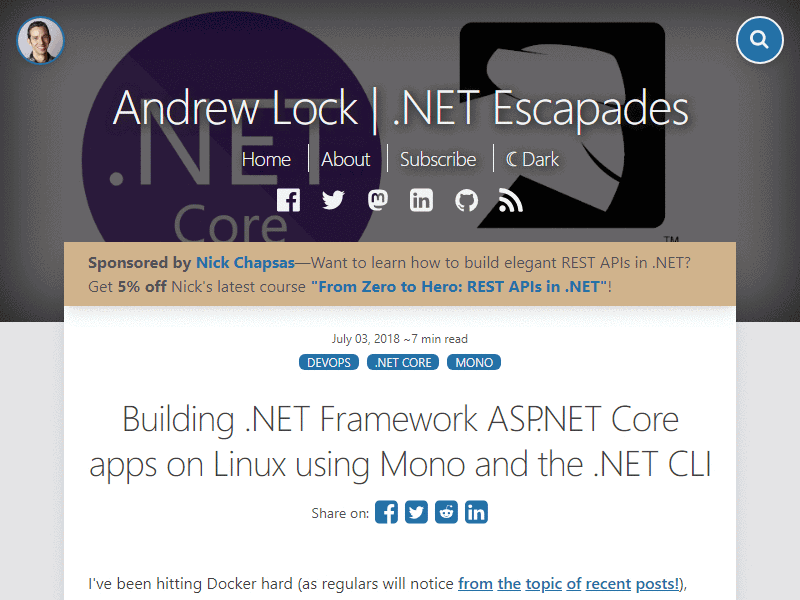 .NET
Core
TM
Andrew Lock | .NET Escapades
Home
About
Subscribe
☾ Dark
Sponsored by Nick Chapsas—Want to learn how to build elegant REST APIs in .NET?
Get 5% off Nick's latest course "From Zero to Hero: REST APIs in .NET"!
July 03, 2018 ~7 min read
DEVOPS .NET CORE MONO
Building .NET Framework ASP.NET Core
apps on Linux using Mono and the .NET CLI
Share on:
I've been hitting Docker hard (as regulars will notice from the topic of recent posts!),